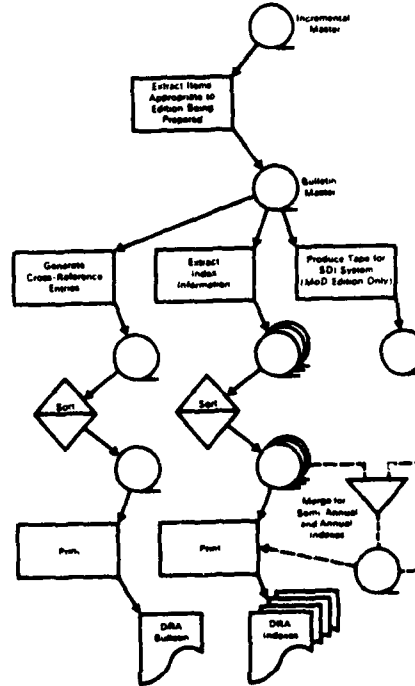 Incremental
Master
Extract Items
Appropriate to
Edition Being
Prepared
Bulletin
Master
Generate
Cross-Reference
Entries
Extract
Index
Information
Produce Tape for
SDI System
(MoD Edition Only)
Sort
Sort
Merge for
Semi-Annual
and Annual
Indexes
Print
Print
DRA
Bulletin
DRA
Indexes